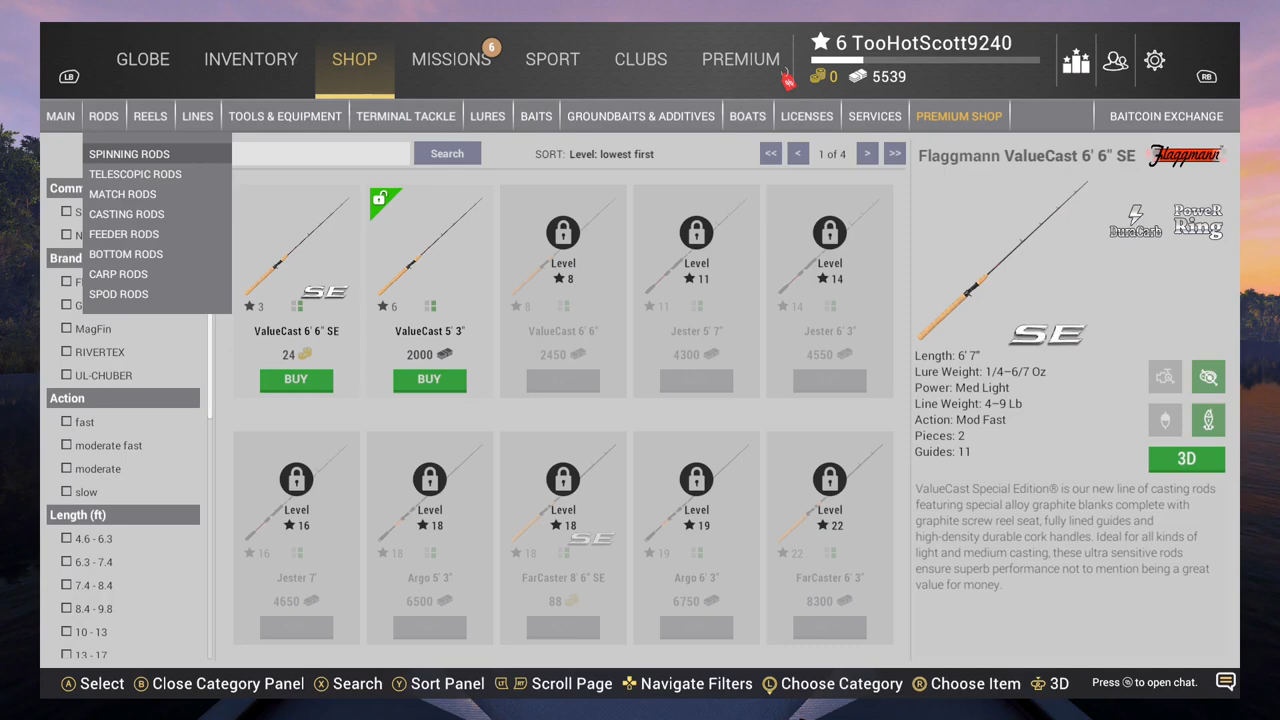 GLOBE INVENTORY SHOP MISSIONS 6 SPORT CLUBS PREMIUM %
6 TooHotScott9240
0 5539
LB RB
MAIN RODS REELS LINES TOOLS & EQUIPMENT TERMINAL TACKLE LURES BAITS GROUNDBAITS & ADDITIVES BOATS LICENSES SERVICES PREMIUM SHOP BAITCOIN EXCHANGE
SPINNING RODS
TELESCOPIC RODS
MATCH RODS
CASTING RODS
FEEDER RODS
BOTTOM RODS
CARP RODS
SPOD RODS
Search SORT: Level: lowest first << < 1 of 4 > >>
Comm
S
N
Brand
F
G
MagFin
RIVERTEX
UL-CHUBER
Action
fast
moderate fast
moderate
slow
Length (ft)
4.6 - 6.3
6.3 - 7.4
7.4 - 8.4
8.4 - 9.8
10 - 13
13 - 17
SE
3
ValueCast 6' 6" SE
24
BUY
6
ValueCast 5' 3"
2000
BUY
Level
8
8
ValueCast 6' 6"
2450
Level
11
11
Jester 5' 7"
4300
Level
14
14
Jester 6' 3"
4550
Level
16
16
Jester 7'
4650
Level
18
18
Argo 5' 3"
6500
Level
18
18
SE
FarCaster 8' 6" SE
88
Level
19
19
Argo 6' 3"
6750
Level
22
22
FarCaster 6' 3"
8300
Flaggmann ValueCast 6' 6" SE
Flaggmann
DuraCarb
PoweR Ring
SE
Length: 6' 7"
Lure Weight: 1/4–6/7 Oz
Power: Med Light
Line Weight: 4–9 Lb
Action: Mod Fast
Pieces: 2
Guides: 11
3D
ValueCast Special Edition® is our new line of casting rods
featuring special alloy graphite blanks complete with
graphite screw reel seat, fully lined guides and
high-density durable cork handles. Ideal for all kinds of
light and medium casting, these ultra sensitive rods
ensure superb performance not to mention being a great
value for money.
A Select B Close Category Panel X Search Y Sort Panel LT RT Scroll Page Navigate Filters L Choose Category R Choose Item 3D Press to open chat.